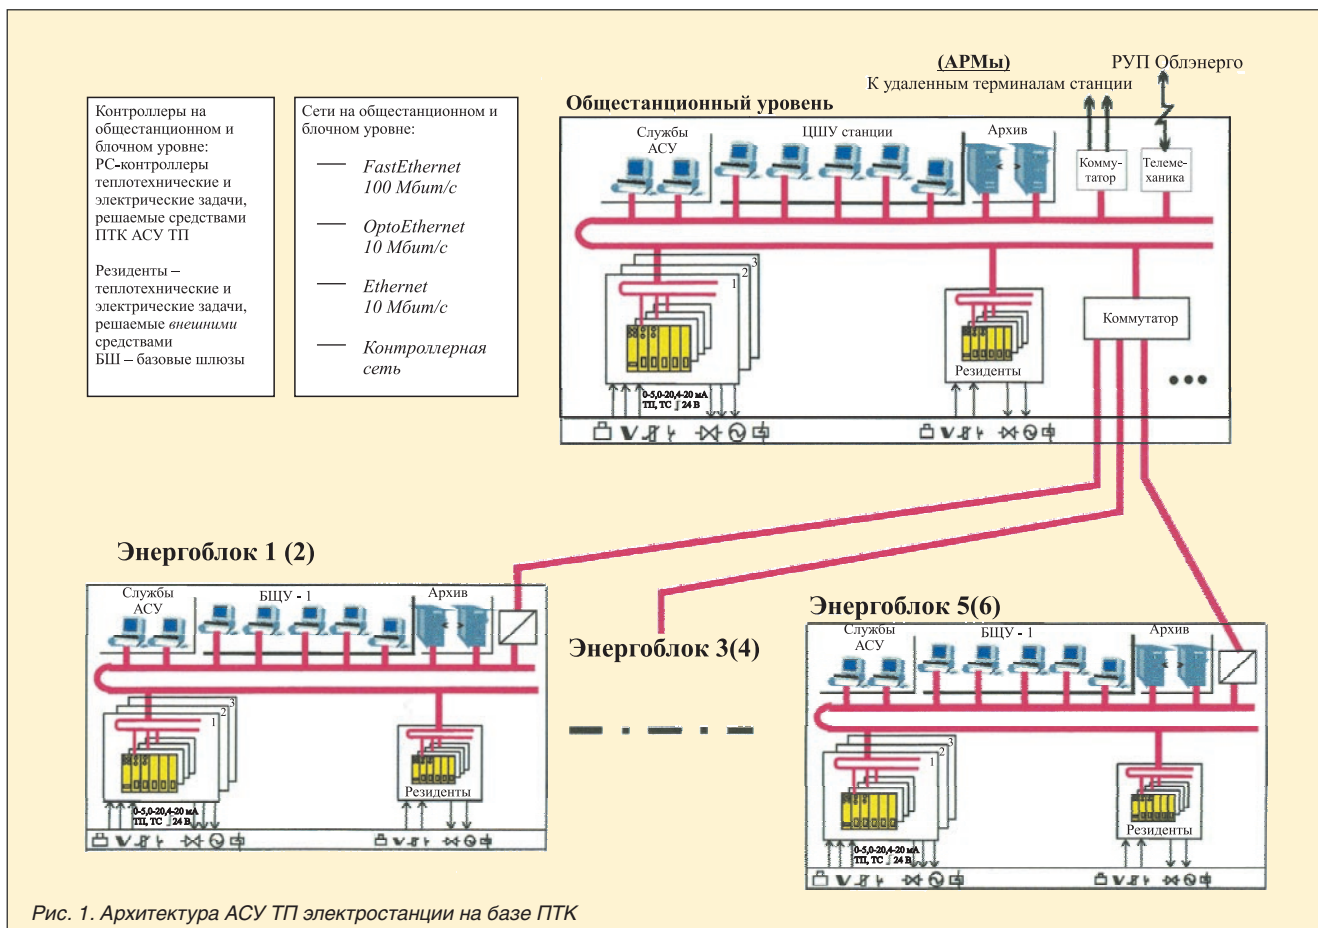 (АРМы)
РУП Облэнерго
К удаленным терминалам станции
Контроллеры на
общестанционном и
блочном уровне:
РС-контроллеры
теплотехнические и
электрические задачи,
решаемые средствами
ПТК АСУ ТП
Резиденты –
теплотехнические и
электрические задачи,
решаемые внешними
средствами
БШ – базовые шлюзы
Сети на общестанционном и
блочном уровне:
FastEthernet
100 Мбит/с
OptoEthernet
10 Мбит/с
Ethernet
10 Мбит/с
Контроллерная
сеть
Общестанционный уровень
Службы
АСУ
ЦШУ станции
Архив
Комму-
татор
Телеме-
ханика
3
2
1
Резиденты
Коммутатор
0-5,0-20,4-20 мА
ТП, ТС ∫ 24 В
Энергоблок 1 (2)
Службы
АСУ
БЩУ - 1
Архив
3
2
1
Резиденты
0-5,0-20,4-20 мА
ТП, ТС ∫ 24 В
Энергоблок 3(4)
Энергоблок 5(6)
Службы
АСУ
БЩУ - 1
Архив
3
2
1
Резиденты
0-5,0-20,4-20 мА
ТП, ТС ∫ 24 В
Рис. 1. Архитектура АСУ ТП электростанции на базе ПТК